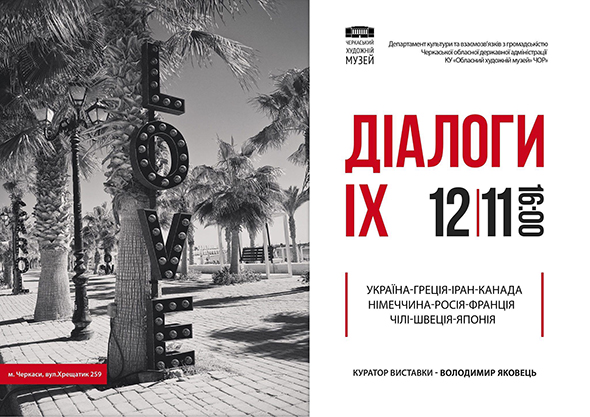 LOVE
м. Черкаси, вул.Хрещатик 259
ЧЕРКАСЬКИЙ
ХУДОЖНІЙ
МУЗЕЙ
Департамент культури та взаємозв'язків з громадськістю
Черкаської обласної державної адміністрації
КУ «Обласний художній музей» ЧОР»
ДІАЛОГИ
IX 12|11 16:00
УКРАЇНА-ГРЕЦІЯ-ІРАН-КАНАДА
НІМЕЧЧИНА-РОСІЯ-ФРАНЦІЯ
ЧІЛІ-ШВЕЦІЯ-ЯПОНІЯ
КУРАТОР ВИСТАВКИ - ВОЛОДИМИР ЯКОВЕЦЬ